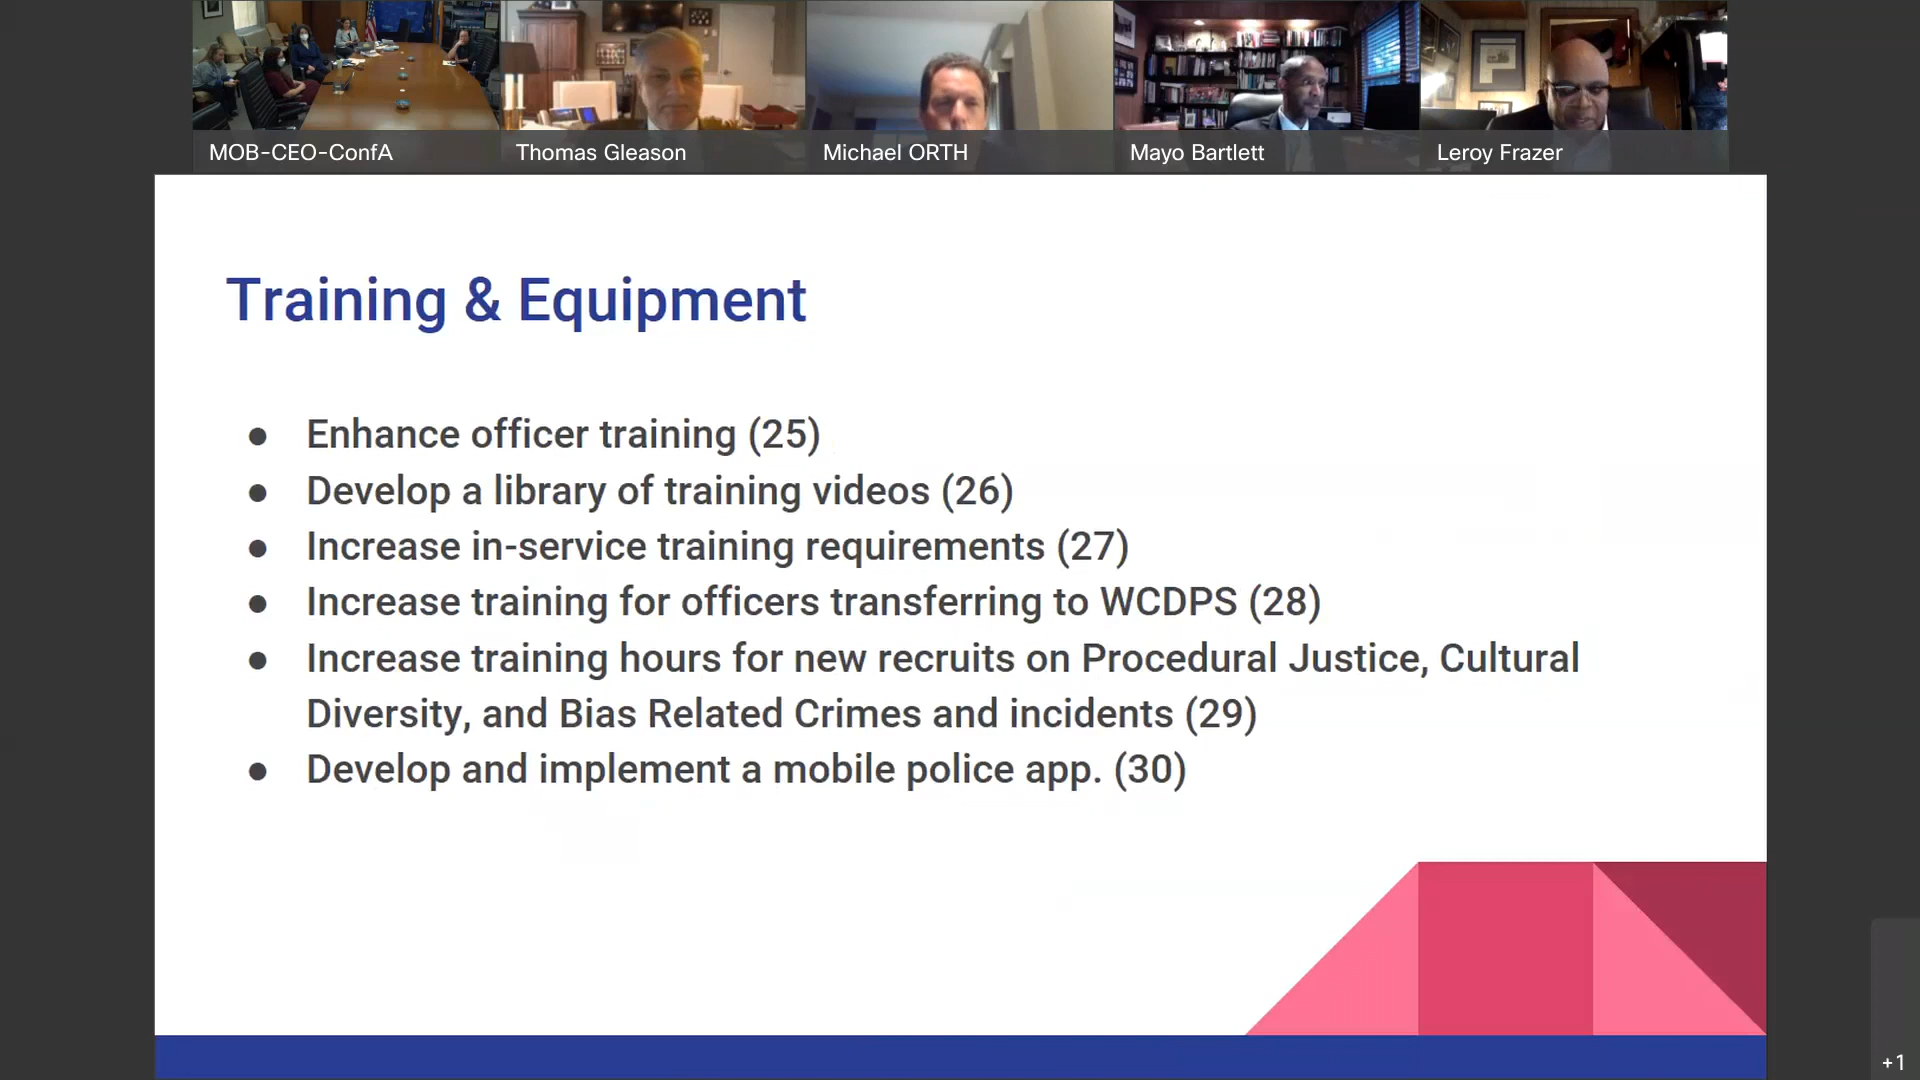 MOB-CEO-ConfA
Thomas Gleason
Michael ORTH
Mayo Bartlett
Leroy Frazer
Training & Equipment
● Enhance officer training (25)
● Develop a library of training videos (26)
● Increase in-service training requirements (27)
● Increase training for officers transferring to WCDPS (28)
● Increase training hours for new recruits on Procedural Justice, Cultural
Diversity, and Bias Related Crimes and incidents (29)
● Develop and implement a mobile police app. (30)
+1